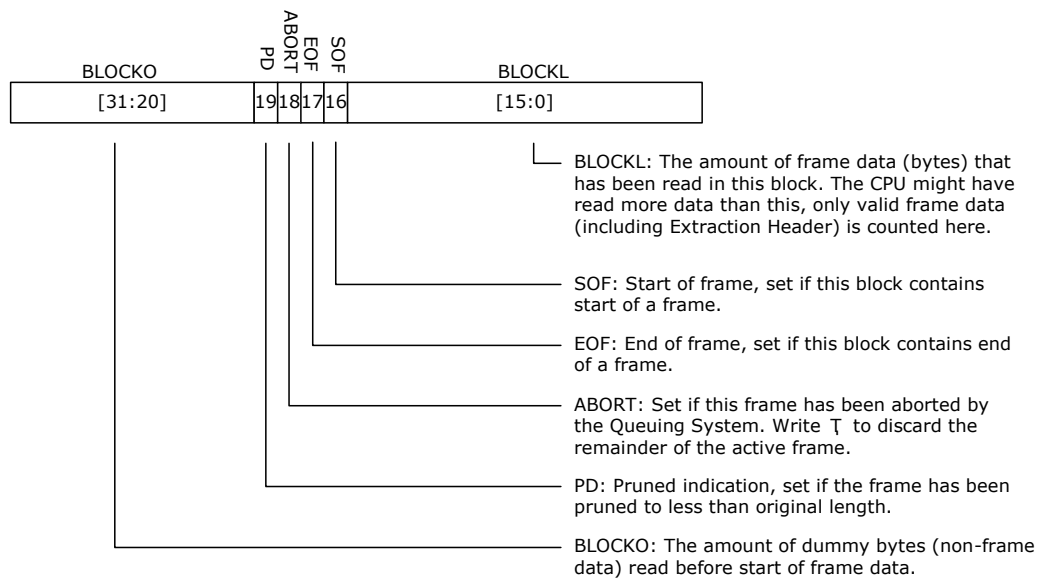 BLOCKO PD ABORT EOF SOF BLOCKL
[31:20] 19 18 17 16 [15:0]
BLOCKL: The amount of frame data (bytes) that
has been read in this block. The CPU might have
read more data than this, only valid frame data
(including Extraction Header) is counted here.
SOF: Start of frame, set if this block contains
start of a frame.
EOF: End of frame, set if this block contains end
of a frame.
ABORT: Set if this frame has been aborted by
the Queuing System. Write to discard the
remainder of the active frame.
PD: Pruned indication, set if the frame has been
pruned to less than original length.
BLOCKO: The amount of dummy bytes (non-frame
data) read before start of frame data.